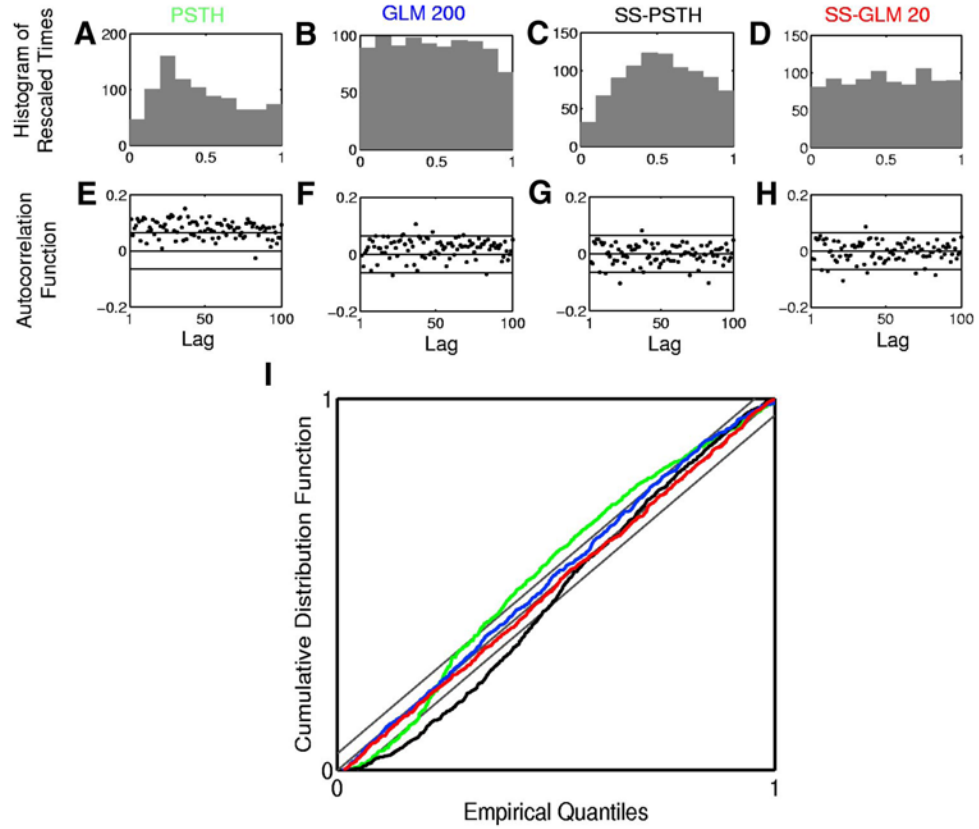 PSTH GLM 200 SS-PSTH SS-GLM 20
Histogram of
Rescaled Times
A
200
150
100
50
0
0 0.5 1
B
100
50
0
0 0.5 1
C
150
100
50
0
0 0.5 1
D
150
100
50
0
0 0.5 1
Autocorrelation
Function
E
0.2
0
−0.2
1 50 100
Lag
F
0.2
0
−0.2
1 50 100
Lag
G
0.2
0
−0.2
1 50 100
Lag
H
0.2
0
−0.2
1 50 100
Lag
I
Cumulative Distribution Function
1
0
0 1
Empirical Quantiles